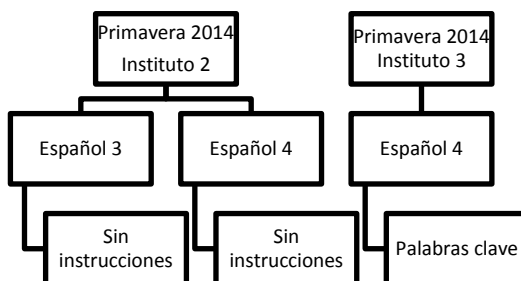 Primavera 2014
Instituto 2
Primavera 2014
Instituto 3
Español 3
Español 4
Español 4
Sin
instrucciones
Sin
instrucciones
Palabras clave